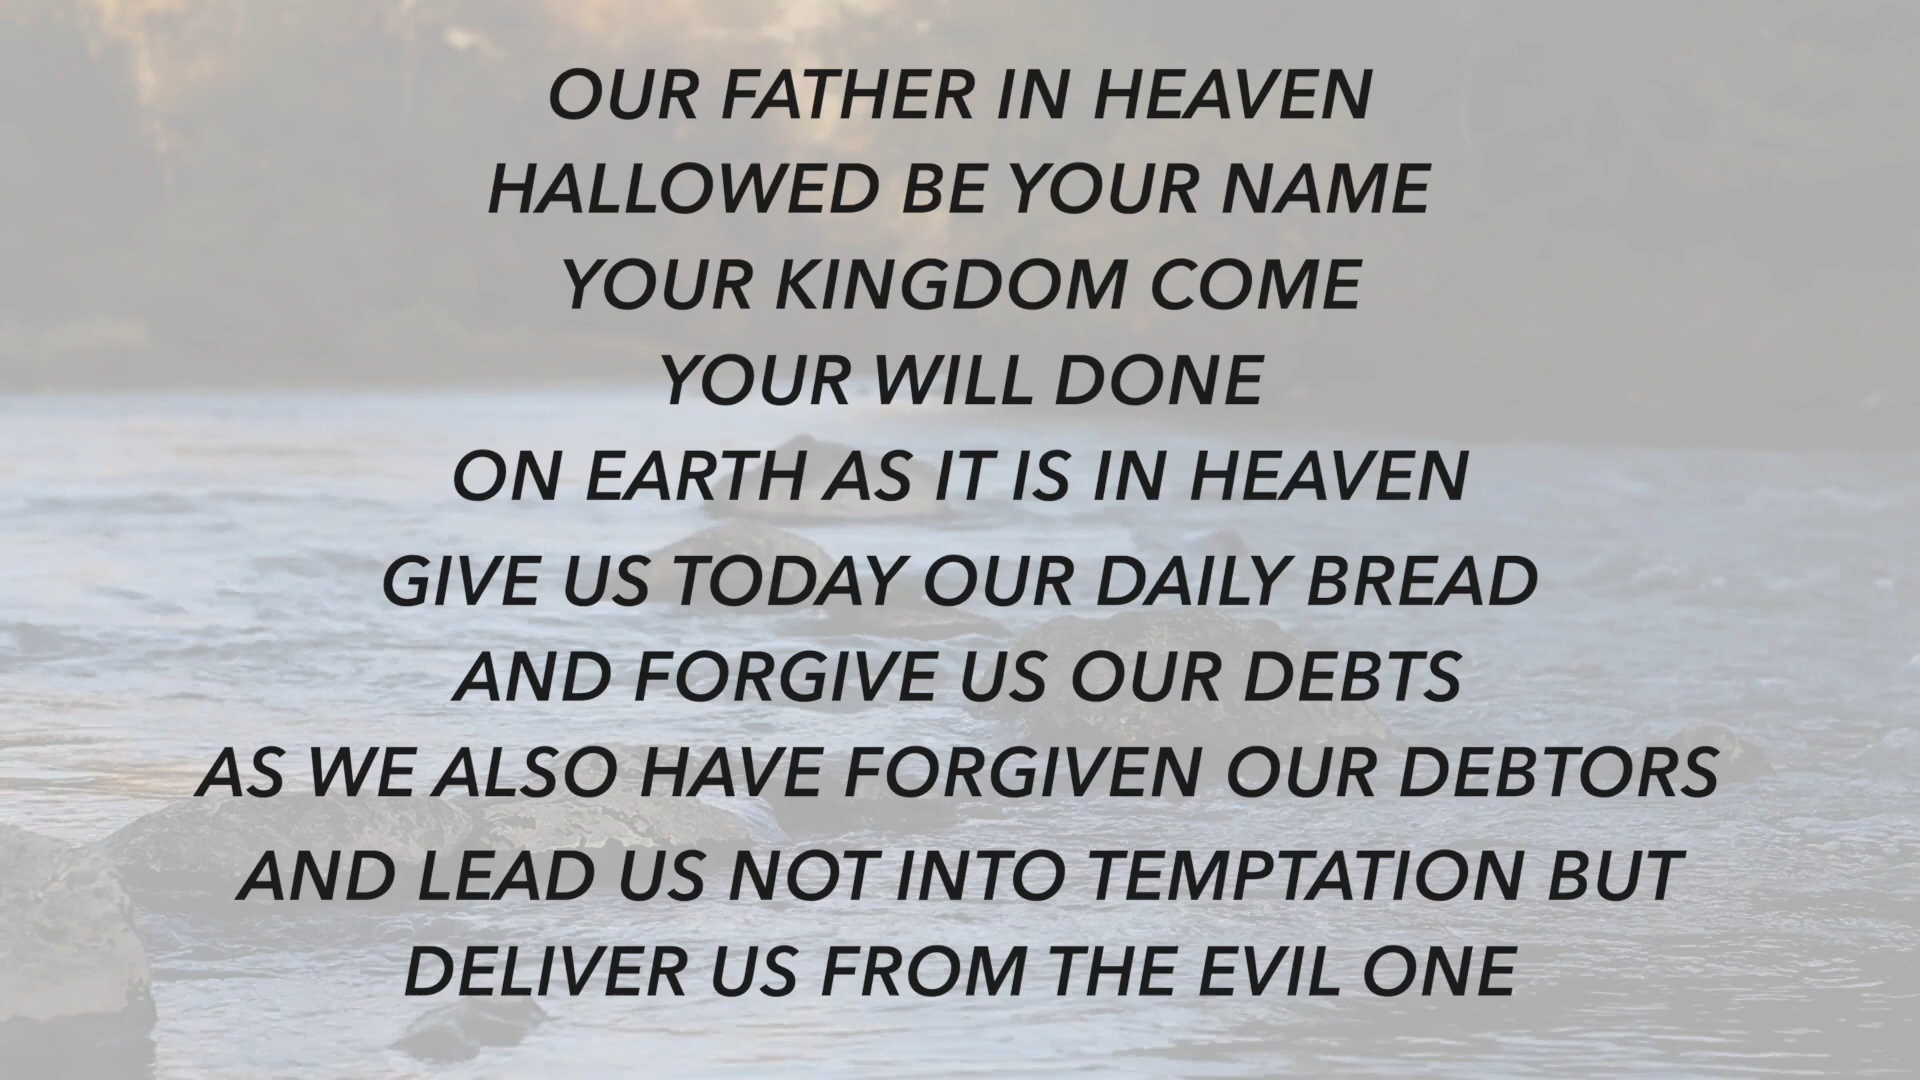 OUR FATHER IN HEAVEN
HALLOWED BE YOUR NAME
YOUR KINGDOM COME
YOUR WILL DONE
ON EARTH AS IT IS IN HEAVEN
GIVE US TODAY OUR DAILY BREAD
AND FORGIVE US OUR DEBTS
AS WE ALSO HAVE FORGIVEN OUR DEBTORS
AND LEAD US NOT INTO TEMPTATION BUT
DELIVER US FROM THE EVIL ONE